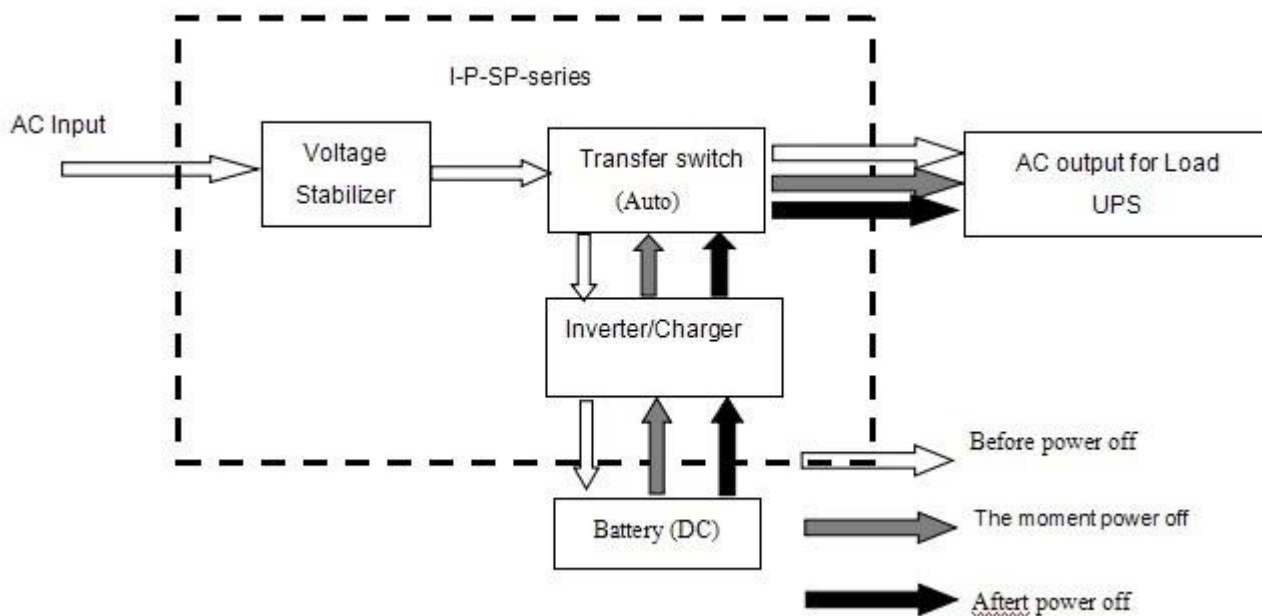 I-P-SP-series
AC Input
Voltage
Stabilizer
Transfer switch
(Auto)
AC output for Load
UPS
Inverter/Charger
Battery (DC)
Before power off
The moment power off
Aftert power off